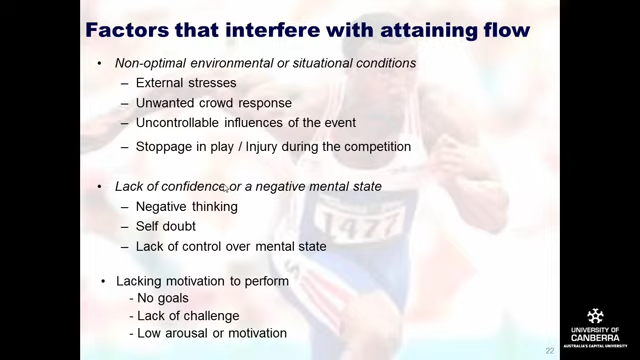 Factors that interfere with attaining flow
• Non-optimal environmental or situational conditions
– External stresses
– Unwanted crowd response
– Uncontrollable influences of the event
– Stoppage in play / Injury during the competition
• Lack of confidence or a negative mental state
– Negative thinking
– Self doubt
– Lack of control over mental state
• Lacking motivation to perform
- No goals
- Lack of challenge
- Low arousal or motivation
1477
22
UNIVERSITY OF
CANBERRA
AUSTRALIA'S CAPITAL UNIVERSITY